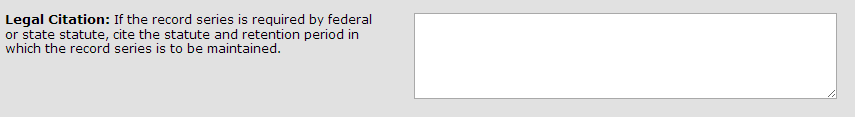 Legal Citation: If the record series is required by federal
or state statute, cite the statute and retention period in
which the record series is to be maintained.